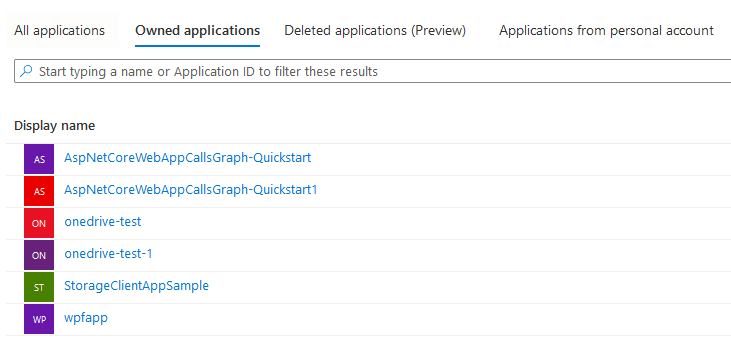 All applications Owned applications Deleted applications (Preview) Applications from personal account
Start typing a name or Application ID to filter these results
Display name
AS AspNetCoreWebAppCallsGraph-Quickstart
AS AspNetCoreWebAppCallsGraph-Quickstart1
ON onedrive-test
ON onedrive-test-1
ST StorageClientAppSample
WP wpfapp